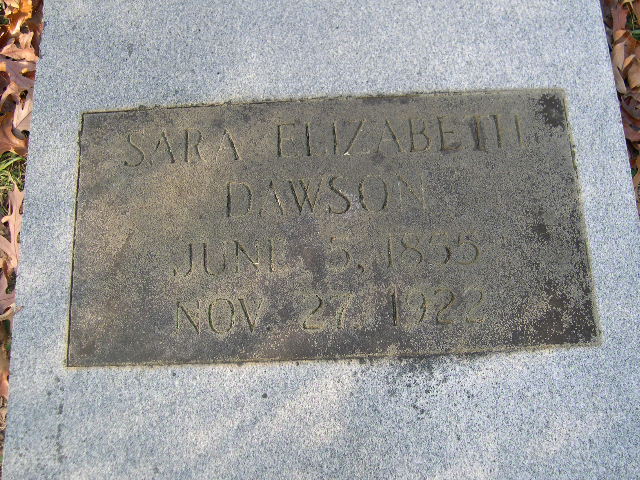 SARA ELIZABETH
DAWSON
JUNE 5, 1855
NOV. 27, 1922